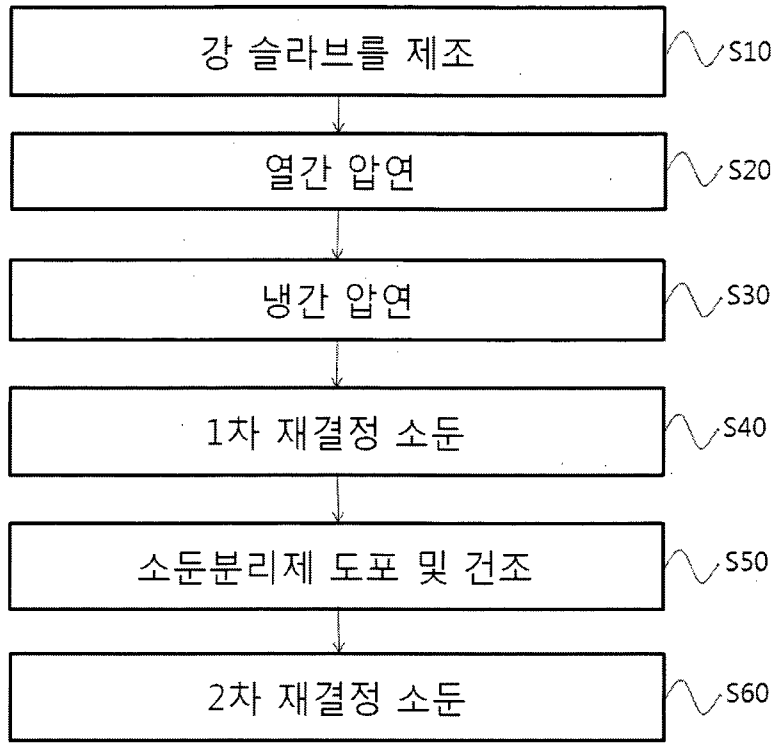 강 슬라브를 제조 S10
열간 압연 S20
냉간 압연 S30
1차 재결정 소둔 S40
소둔분리제 도포 및 건조 S50
2차 재결정 소둔 S60